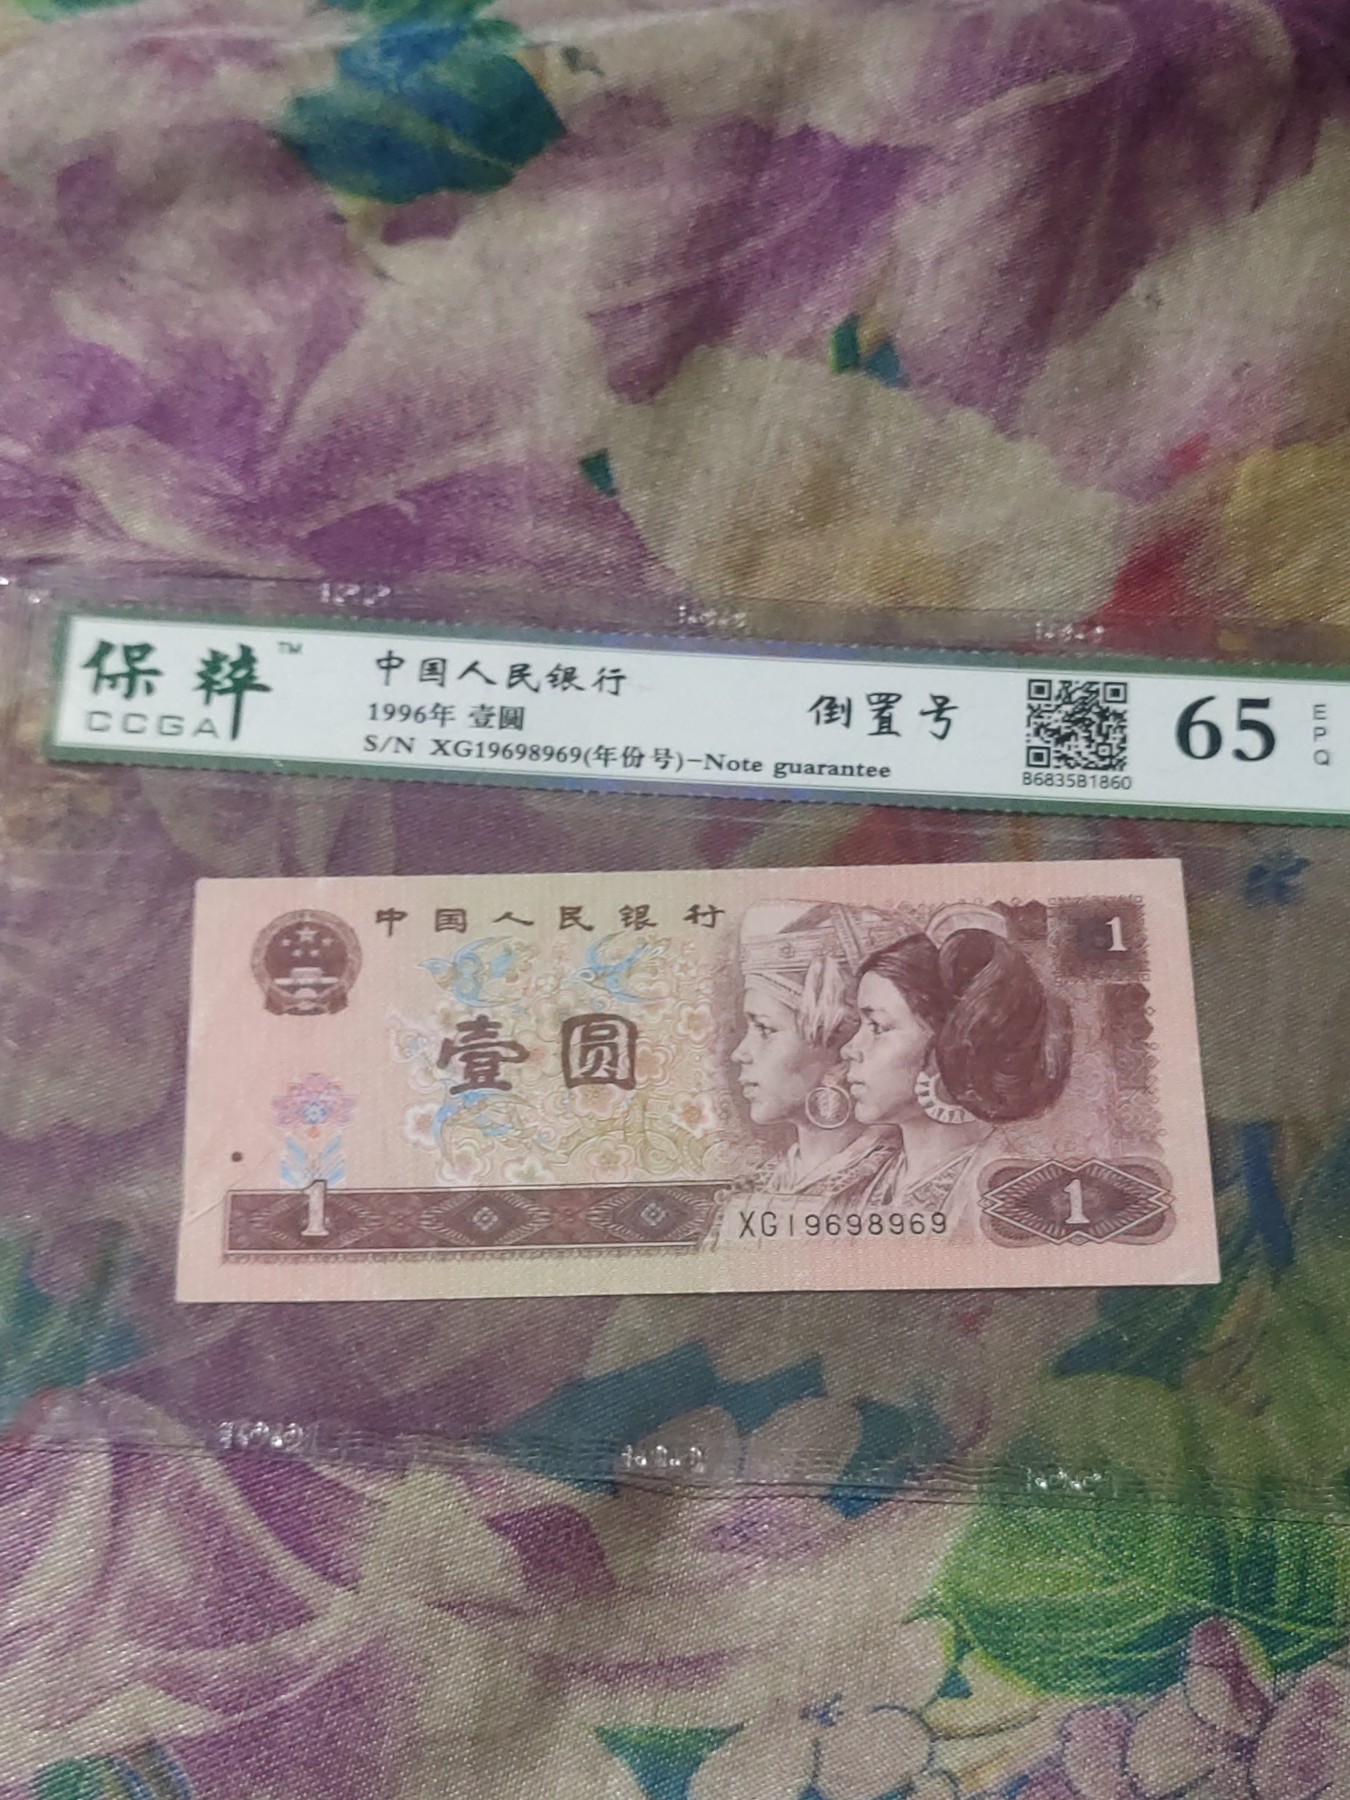 保粹™
CCGA
中国人民银行
1996年 壹圆
S/N XG19698969(年份号)-Note guarantee
倒置号
B6835B1860
65
EPQ
中国人民银行
1
壹圆
1
XG19698969
1